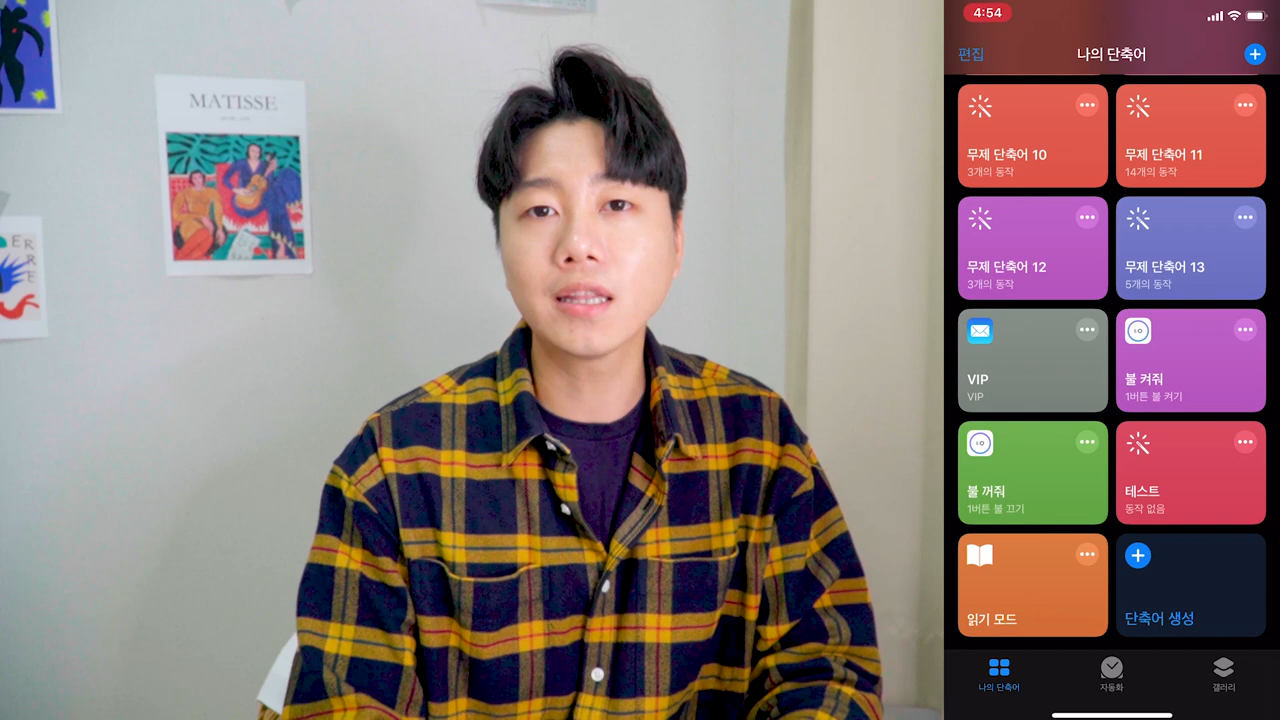 MATISSE
E R
R
E
4:54
편집
나의 단축어
무제 단축어 10
3개의 동작
무제 단축어 11
14개의 동작
무제 단축어 12
3개의 동작
무제 단축어 13
5개의 동작
VIP
VIP
불 켜줘
1버튼 불 켜기
불 꺼줘
1버튼 불 끄기
테스트
동작 없음
읽기 모드
단축어 생성
나의 단축어
자동화
갤러리